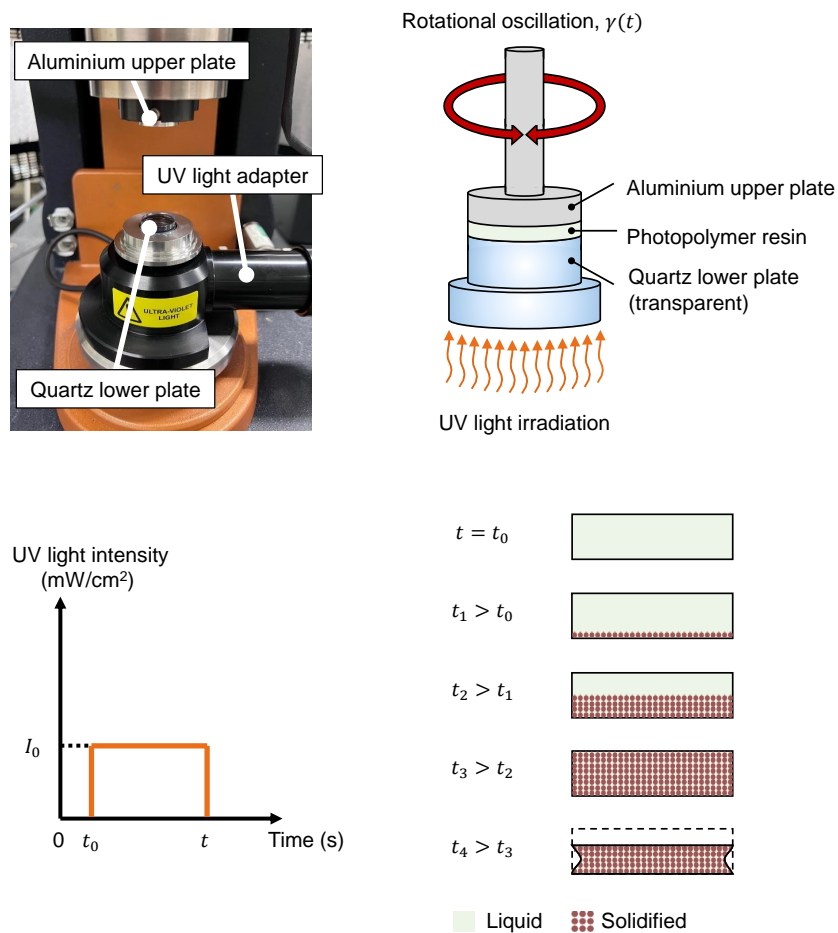 Aluminium upper plate
UV light adapter
ULTRA-VIOLET
LIGHT
Quartz lower plate
Rotational oscillation, γ(t)
Aluminium upper plate
Photopolymer resin
Quartz lower plate
(transparent)
UV light irradiation
UV light intensity
(mW/cm²)
I₀
0
t₀
t
Time (s)
t = t₀
t₁ > t₀
t₂ > t₁
t₃ > t₂
t₄ > t₃
Liquid
Solidified